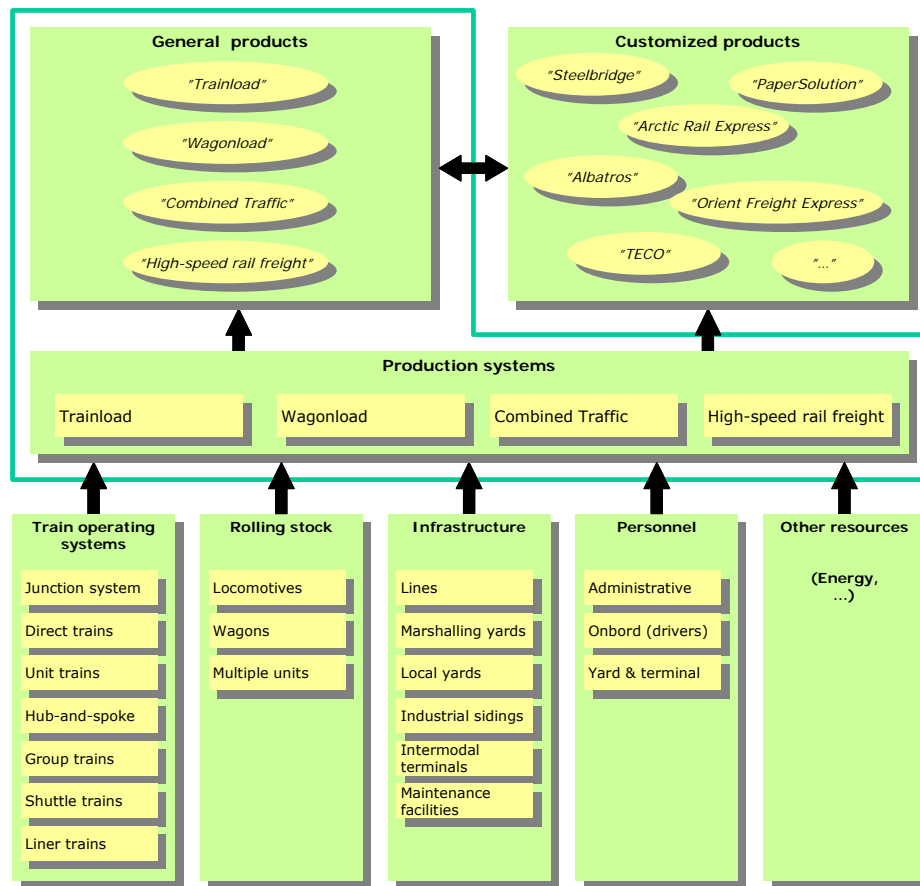 General  products
"Trainload"
"Wagonload"
"Combined Traffic"
"High-speed rail freight"
Customized products
"Steelbridge"
"PaperSolution"
"Arctic Rail Express"
"Albatros"
"Orient Freight Express"
"TECO"
"..."
Production systems
Trainload
Wagonload
Combined Traffic
High-speed rail freight
Train operating
systems
Junction system
Direct trains
Unit trains
Hub-and-spoke
Group trains
Shuttle trains
Liner trains
Rolling stock
Locomotives
Wagons
Multiple units
Infrastructure
Lines
Marshalling yards
Local yards
Industrial sidings
Intermodal
terminals
Maintenance
facilities
Personnel
Administrative
Onbord (drivers)
Yard & terminal
Other resources
(Energy,
...)